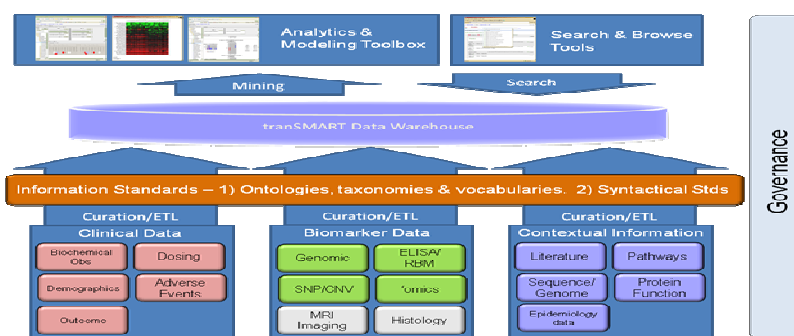 Analytics &
Modeling Toolbox
Search & Browse
Tools
Mining
Search
tranSMART Data Warehouse
Information Standards – 1) Ontologies, taxonomies & vocabularies. 2) Syntactical Stds
Curation/ETL
Curation/ETL
Curation/ETL
Clinical Data
Biochemical
Obs
Dosing
Demographics
Adverse
Events
Outcome
Biomarker Data
Genomic
ELISA/
RBM
SNP/CNV
'omics
MRI
Imaging
Histology
Contextual Information
Literature
Pathways
Sequence/
Genome
Protein
Function
Epidemiology
data
Governance